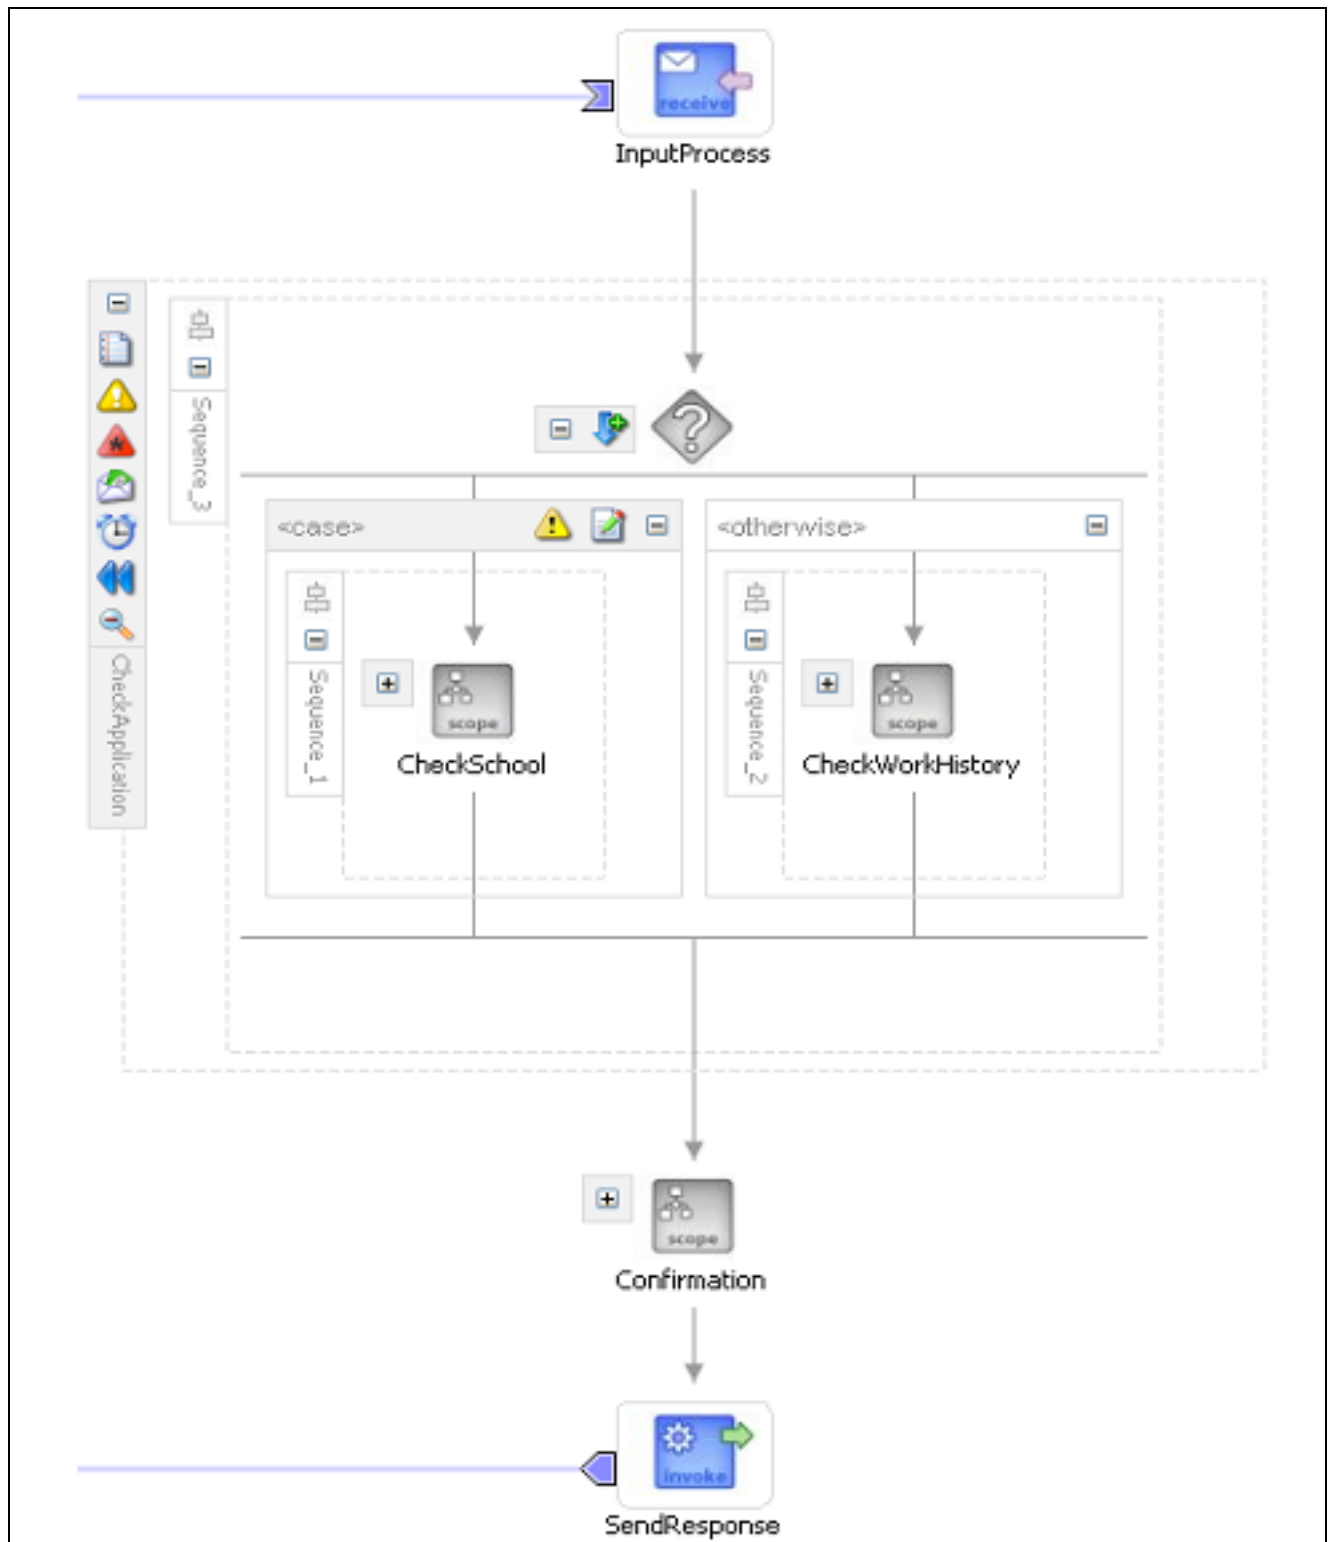 receive
InputProcess
Sequence_3
<case>
<otherwise>
CheckApplication
Sequence_1
scope
CheckSchool
Sequence_2
scope
CheckWorkHistory
scope
Confirmation
invoke
SendResponse